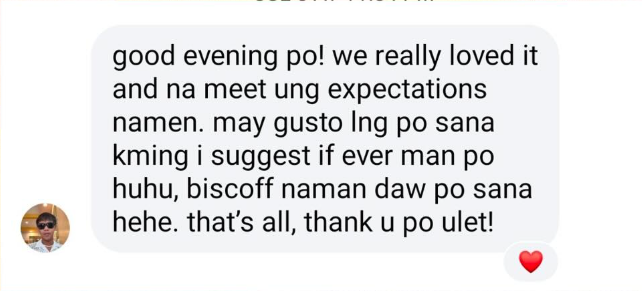 good evening po! we really loved it
and na meet ung expectations
namen. may gusto lng po sana
kming i suggest if ever man po
huhu, biscoff naman daw po sana
hehe. that's all, thank u po ulet!